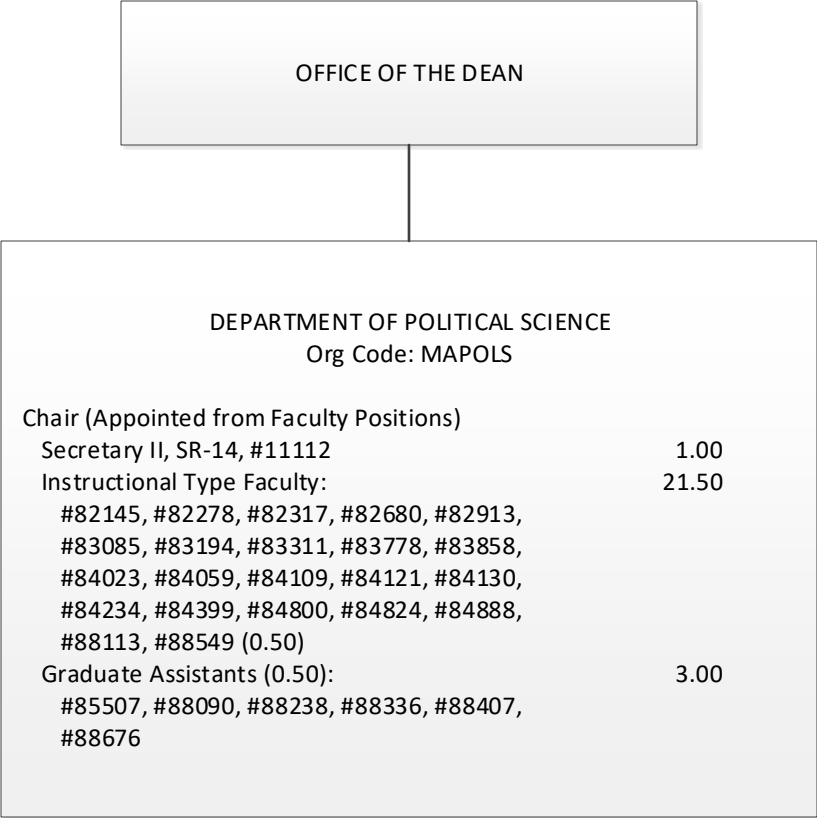 OFFICE OF THE DEAN
DEPARTMENT OF POLITICAL SCIENCE
Org Code: MAPOLS
Chair (Appointed from Faculty Positions)
Secretary II, SR-14, #11112 1.00
Instructional Type Faculty: 21.50
#82145, #82278, #82317, #82680, #82913,
#83085, #83194, #83311, #83778, #83858,
#84023, #84059, #84109, #84121, #84130,
#84234, #84399, #84800, #84824, #84888,
#88113, #88549 (0.50)
Graduate Assistants (0.50): 3.00
#85507, #88090, #88238, #88336, #88407,
#88676